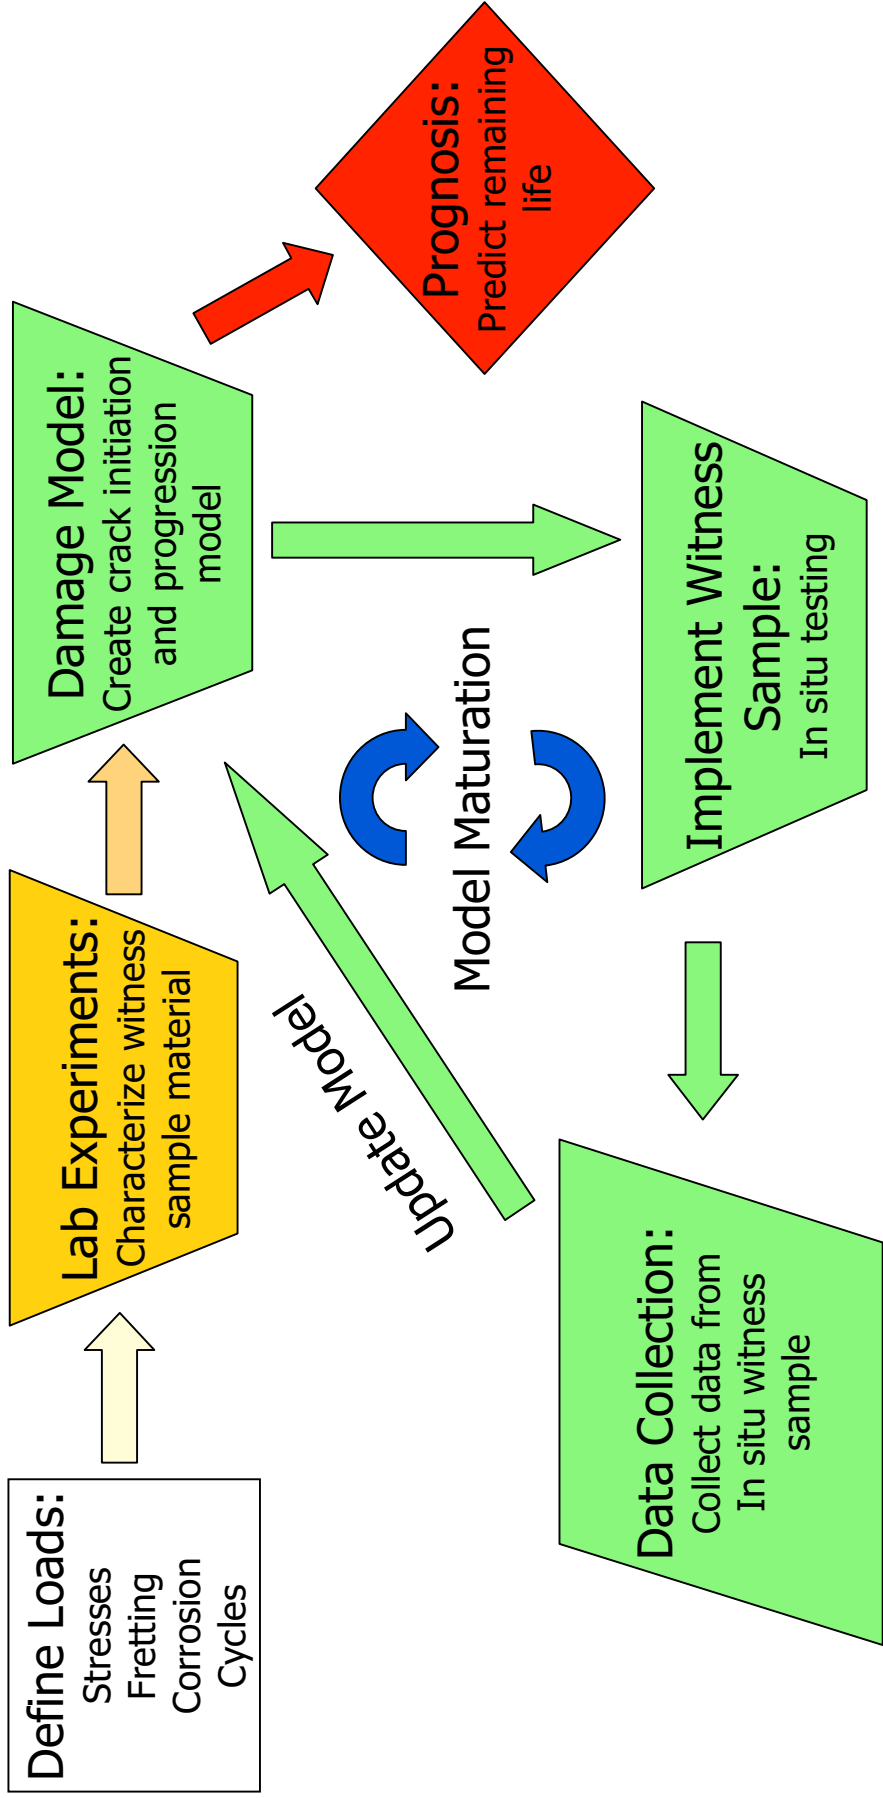 Define Loads:
Stresses
Fretting
Corrosion
Cycles
Lab Experiments:
Characterize witness
sample material
Damage Model:
Create crack initiation
and progression
model
Prognosis:
Predict remaining
life
Update Model
Model Maturation
Data Collection:
Collect data from
In situ witness
sample
Implement Witness
Sample:
In situ testing